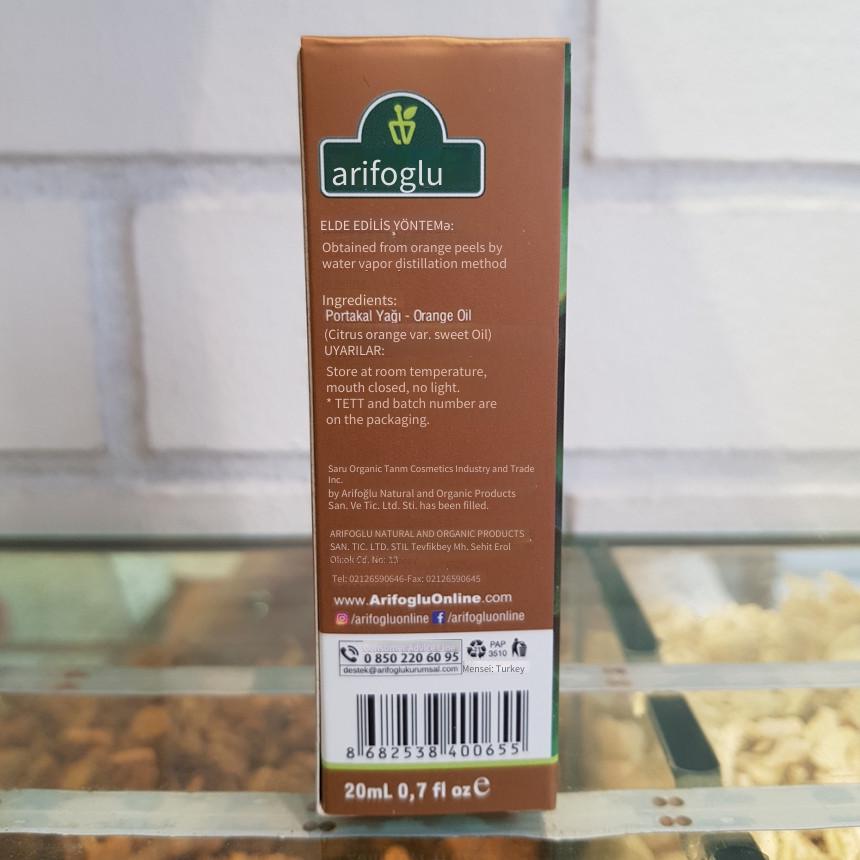 arifoglu
ELDE EDİLİŞ YÖNTEMə:
Obtained from orange peels by
water vapor distillation method
Ingredients:
Portakal Yağı - Orange Oil
(Citrus orange var. sweet Oil)
UYARILAR:
Store at room temperature,
mouth closed, no light.
* TETT and batch number are
on the packaging.
Saru Organic Tanm Cosmetics Industry and Trade
Inc.
by Arifoğlu Natural and Organic Products
San. Ve Tic. Ltd. Sti. has been filled.
ARIFOGLU NATURAL AND ORGANIC PRODUCTS
SAN. TIC. LTD. STIL Tevfikbey Mh. Sehit Erol
Cd. No: 13
Tel: 02126590646-Fax: 02126590645
www.ArifogluOnline.com
/arifogluonline /arifogluonline
0 850 220 60 95
destek@arifoglukurumsal.com
PAP
3510
Mensei: Turkey
8 682538 400655
20mL 0,7 fl oz e